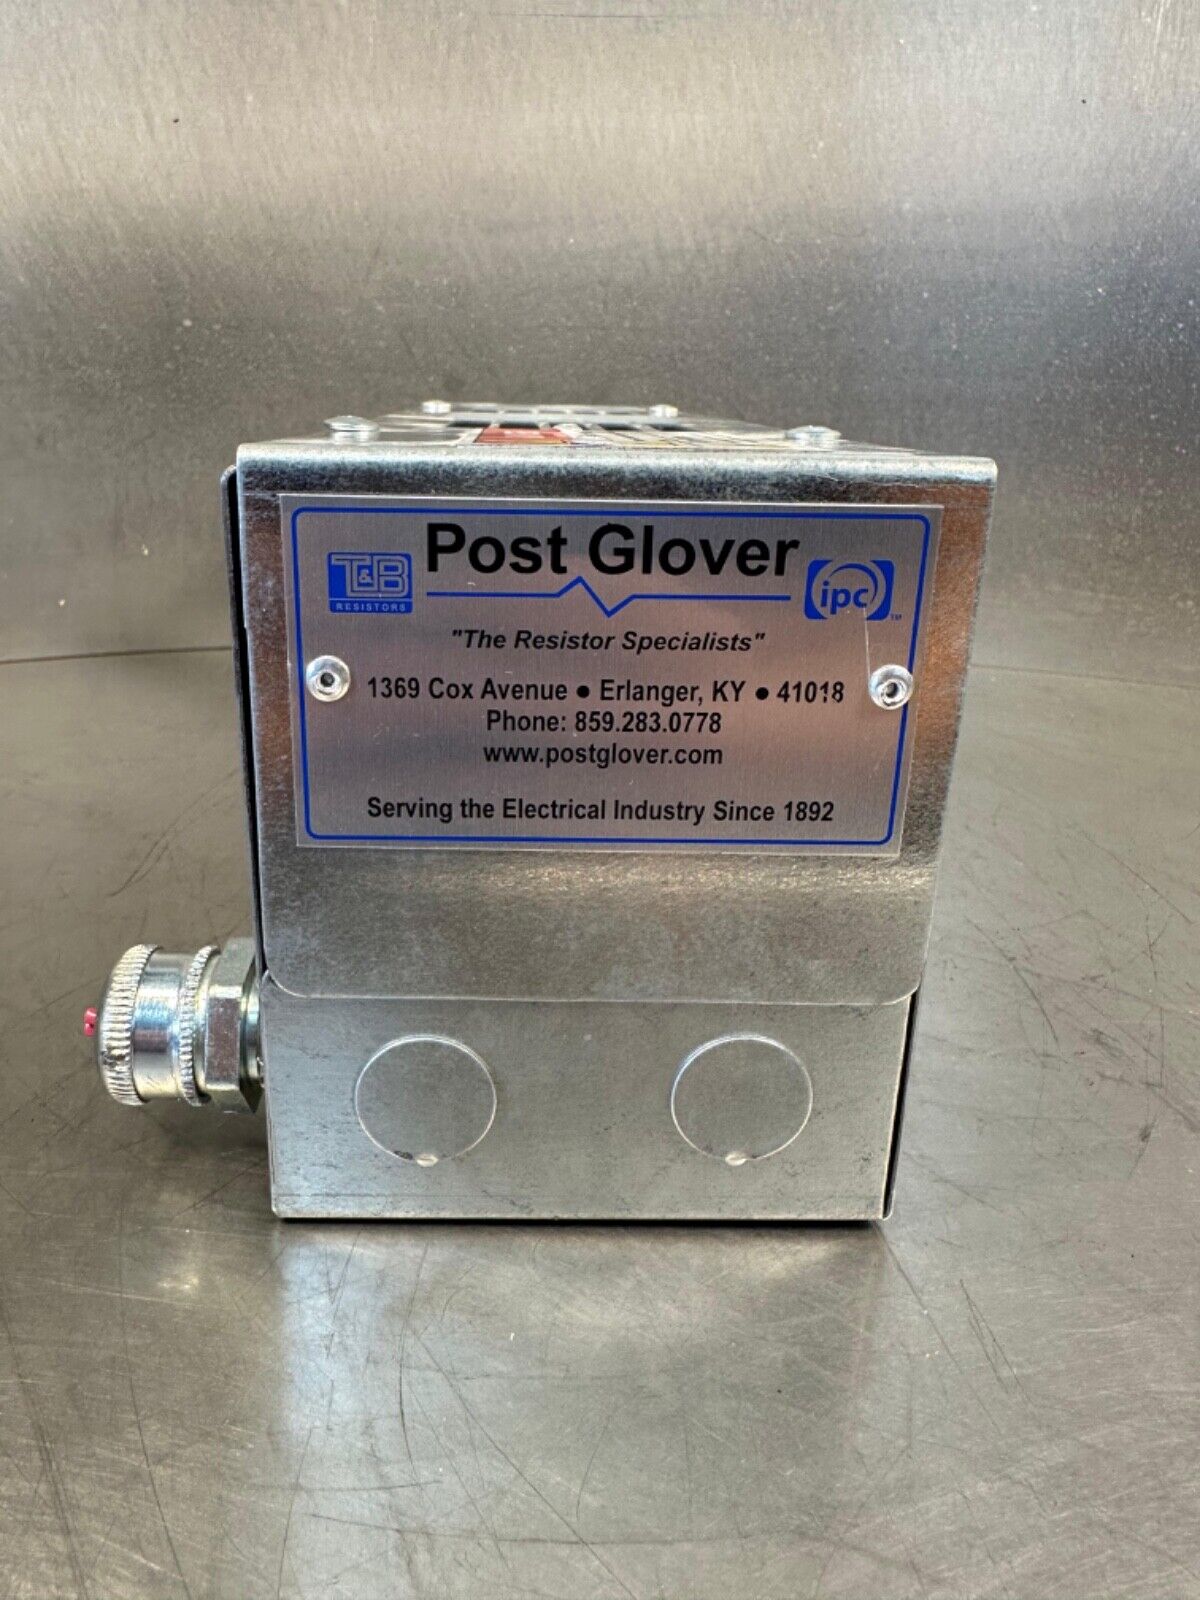 Post Glover
T&B
RESISTORS
ipc
TM
"The Resistor Specialists"
1369 Cox Avenue ● Erlanger, KY ● 41018
Phone: 859.283.0778
www.postglover.com
Serving the Electrical Industry Since 1892